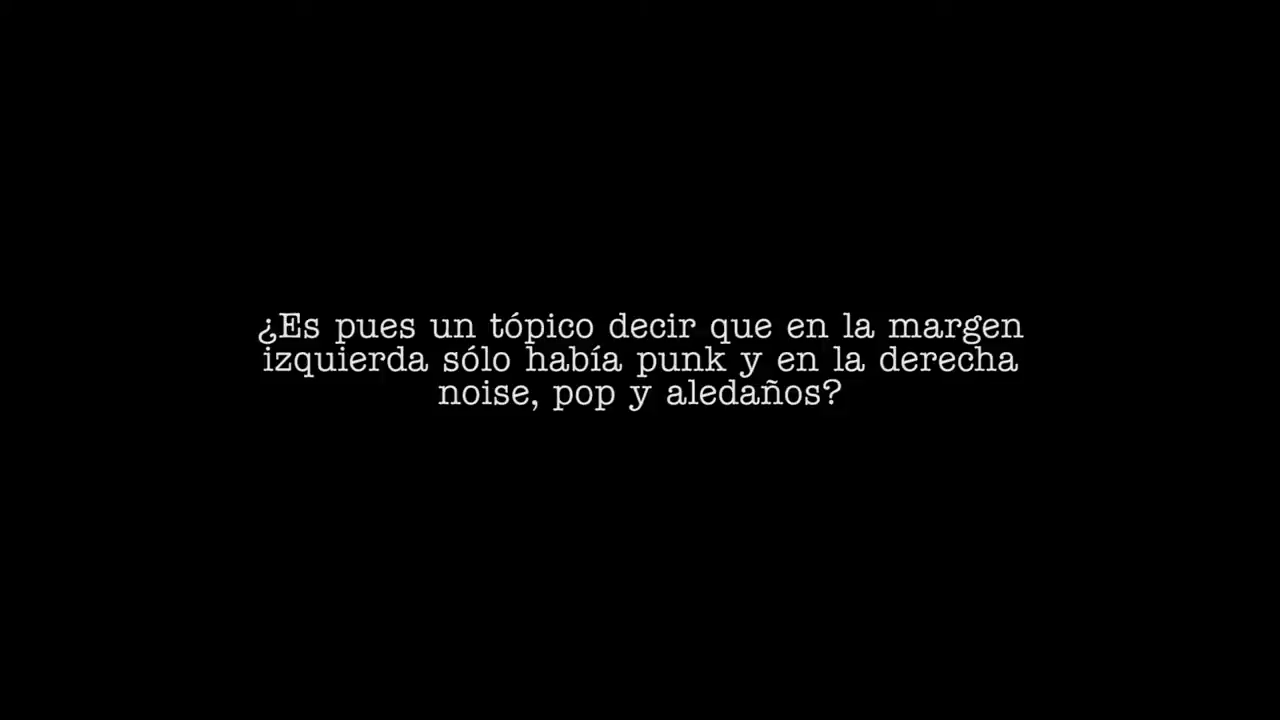 ¿Es pues un tópico decir que en la margen
izquierda sólo había punk y en la derecha
noise, pop y aledaños?